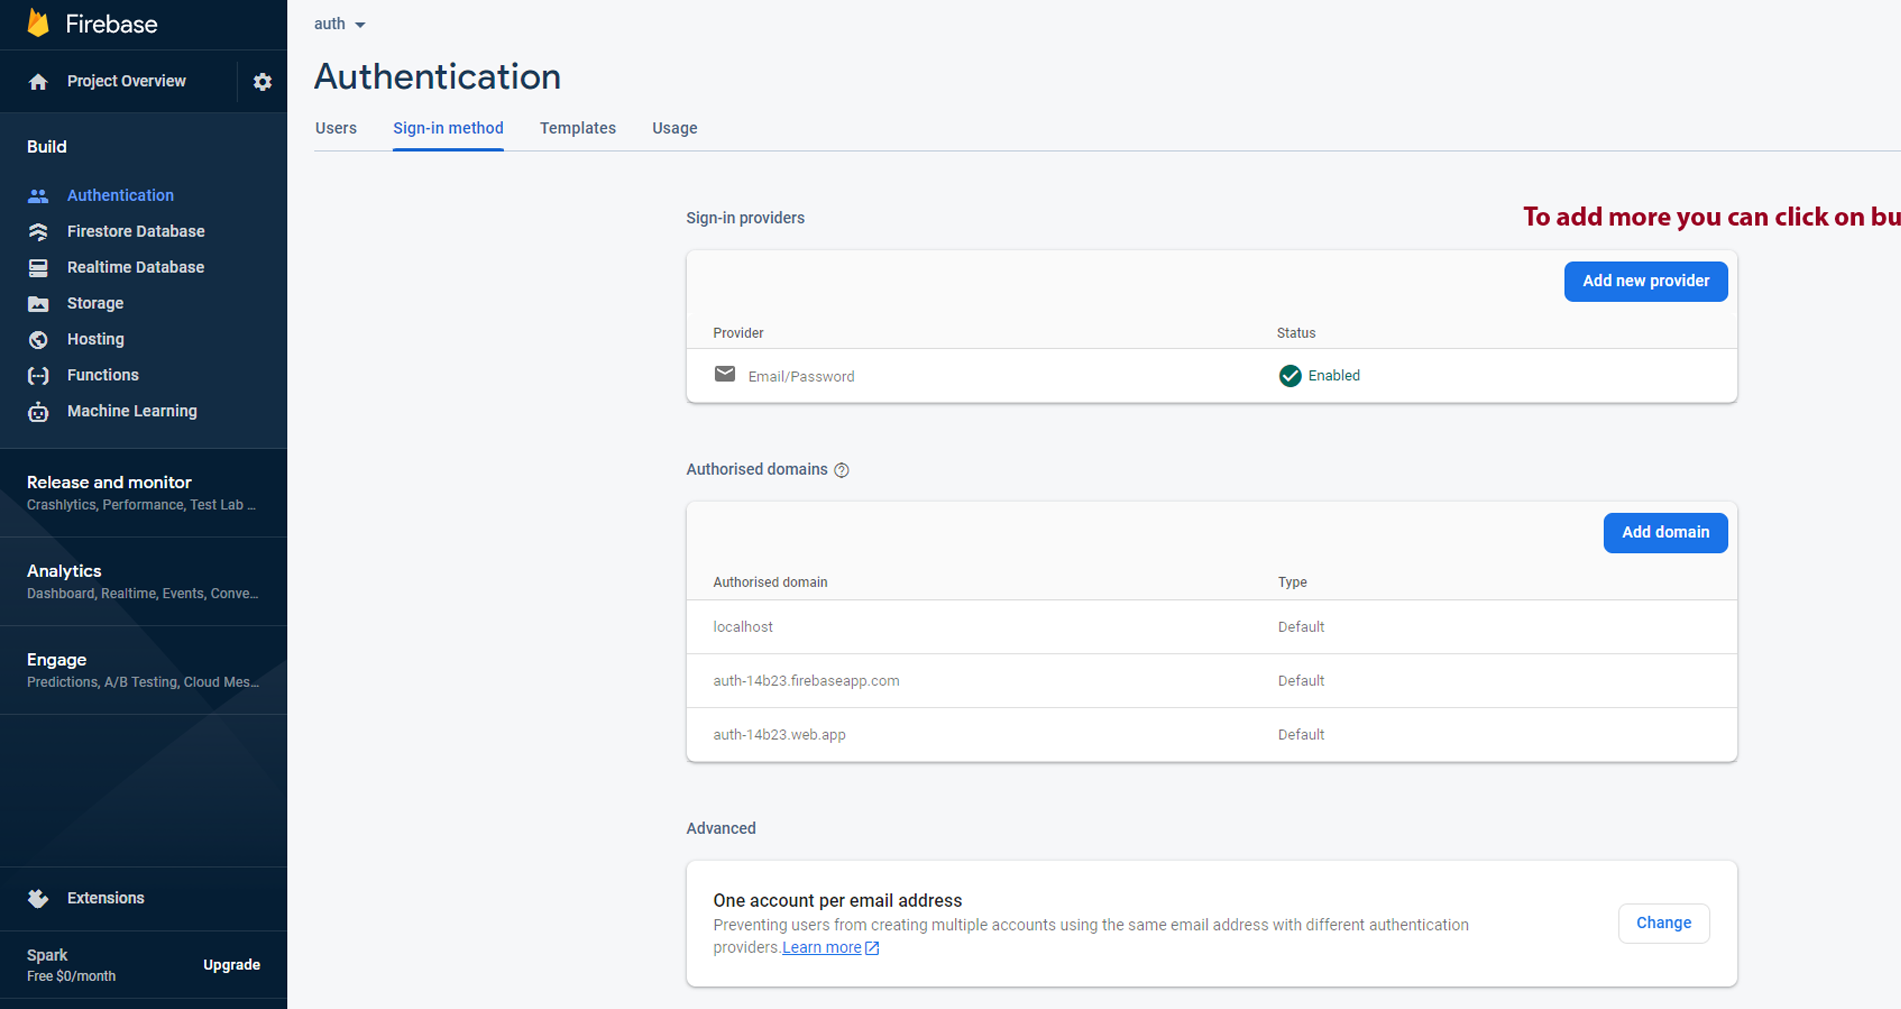 Firebase
Project Overview
Build
Authentication
Firestore Database
Realtime Database
Storage
Hosting
Functions
Machine Learning
Release and monitor
Crashlytics, Performance, Test Lab ...
Analytics
Dashboard, Realtime, Events, Conve...
Engage
Predictions, A/B Testing, Cloud Mes...
Extensions
Spark
Free $0/month
Upgrade
auth
Authentication
Users Sign-in method Templates Usage
Sign-in providers
To add more you can click on bu
Add new provider
Provider Status
Email/Password Enabled
Authorised domains
Add domain
Authorised domain Type
localhost Default
auth-14b23.firebaseapp.com Default
auth-14b23.web.app Default
Advanced
One account per email address
Preventing users from creating multiple accounts using the same email address with different authentication
providers.Learn more
Change